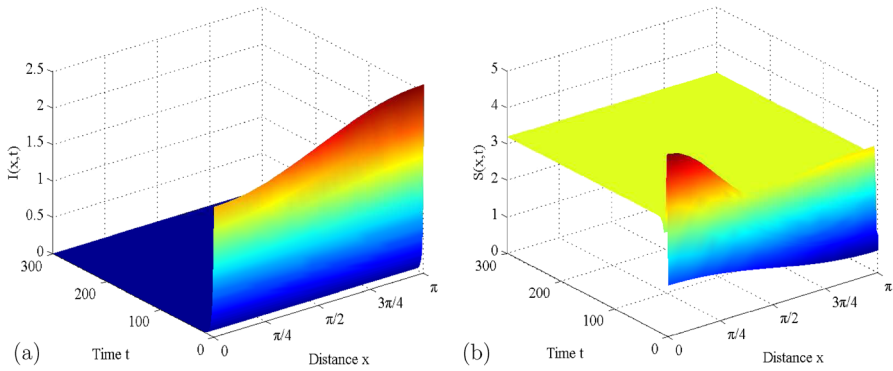 2.5
2
1.5
1
0.5
0
I(x,t)
300
200
100
0
Time t
0
π/4
π/2
3π/4
π
Distance x
(a)
5
4
3
2
1
0
S(x,t)
300
200
100
0
Time t
0
π/4
π/2
3π/4
π
Distance x
(b)